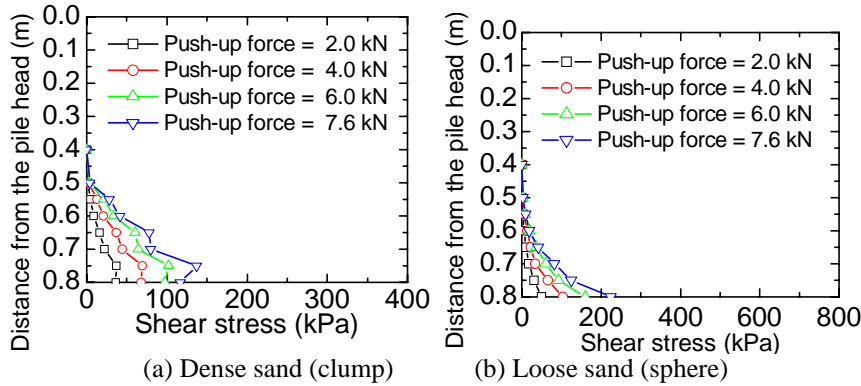 Distance from the pile head (m)
0.0
0.1
0.2
0.3
0.4
0.5
0.6
0.7
0.8
Push-up force = 2.0 kN
Push-up force = 4.0 kN
Push-up force = 6.0 kN
Push-up force = 7.6 kN
0 100 200 300 400
Shear stress (kPa)
(a) Dense sand (clump)
Distance from the pile head (m)
0.0
0.1
0.2
0.3
0.4
0.5
0.6
0.7
0.8
Push-up force = 2.0 kN
Push-up force = 4.0 kN
Push-up force = 6.0 kN
Push-up force = 7.6 kN
0 200 400 600 800
Shear stress (kPa)
(b) Loose sand (sphere)